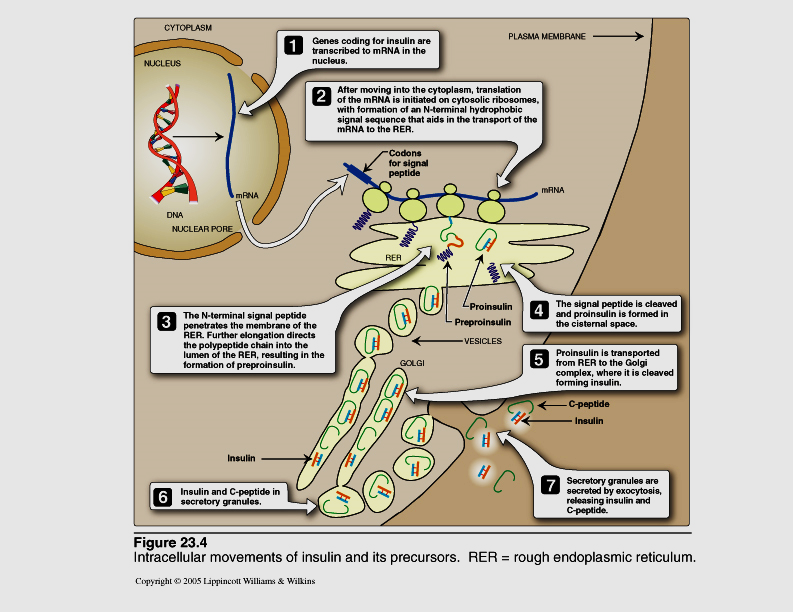 CYTOPLASM
NUCLEUS
1
Genes coding for insulin are
transcribed to mRNA in the
nucleus.
PLASMA MEMBRANE
2
After moving into the cytoplasm, translation
of the mRNA is initiated on cytosolic ribosomes,
with formation of an N-terminal hydrophobic
signal sequence that aids in the transport of the
mRNA to the RER.
Codons
for signal
peptide
mRNA
mRNA
DNA
NUCLEAR PORE
RER
3
The N-terminal signal peptide
penetrates the membrane of the
RER. Further elongation directs
the polypeptide chain into the
lumen of the RER, resulting in the
formation of preproinsulin.
Proinsulin
Preproinsulin
4
The signal peptide is cleaved
and proinsulin is formed in
the cisternal space.
VESICLES
GOLGI
5
Proinsulin is transported
from RER to the Golgi
complex, where it is cleaved
forming insulin.
C-peptide
Insulin
Insulin
6
Insulin and C-peptide in
secretory granules.
7
Secretory granules are
secreted by exocytosis,
releasing insulin and
C-peptide.
Figure 23.4
Intracellular movements of insulin and its precursors. RER = rough endoplasmic reticulum.
Copyright © 2005 Lippincott Williams & Wilkins